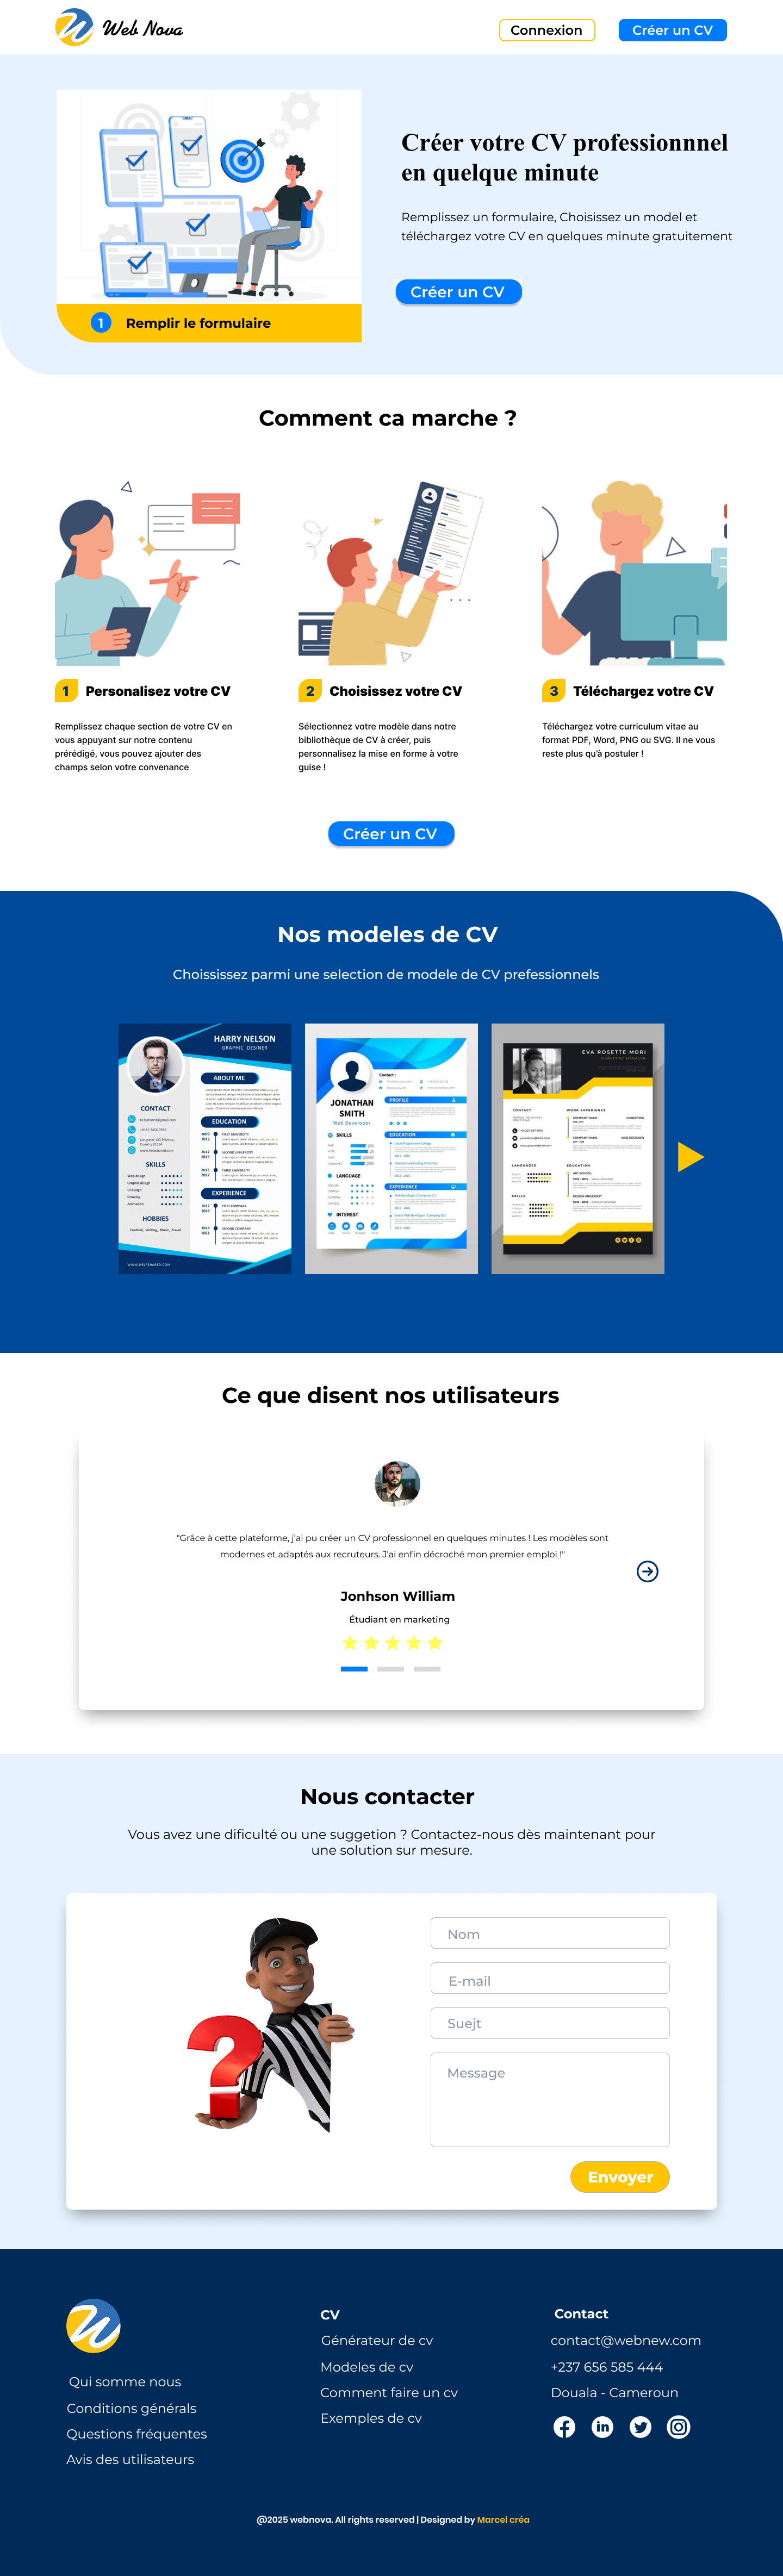 Web Nova
Connexion
Créer un CV
Créer votre CV professionnnel
en quelque minute
Remplissez un formulaire, Choisissez un model et
téléchargez votre CV en quelques minute gratuitement
Créer un CV
1 Remplir le formulaire
Comment ca marche ?
1 Personalisez votre CV
Remplissez chaque section de votre CV en
vous appuyant sur notre contenu
prérédigé, vous pouvez ajouter des
champs selon votre convenance
2 Choisissez votre CV
Sélectionnez votre modèle dans notre
bibliothèque de CV à créer, puis
personnalisez la mise en forme à votre
guise !
3 Téléchargez votre CV
Téléchargez votre curriculum vitae au
format PDF, Word, PNG ou SVG. Il ne vous
reste plus qu'à postuler !
Créer un CV
Nos modeles de CV
Choississez parmi une selection de modele de CV prefessionnels
HARRY NELSON
GRAPHIC DESINER
ABOUT ME
CONTACT
EDUCATION
SKILLS
EXPERIENCE
HOBBIES
Football, Writing, Music, Travel
WWW.HELPSHARED.COM
JONATHAN
SMITH
Web Developer
Contact :
PROFILE
SKILLS
EDUCATION
LANGUAGE
EXPERIENCE
INTEREST
EVA ROSETTE MORI
MARKETING MANAGER
CONTACT
WORK EXPERIENCE
LANGUAGES
EDUCATION
SKILLS
Ce que disent nos utilisateurs
"Grâce à cette plateforme, j'ai pu créer un CV professionnel en quelques minutes ! Les modèles sont
modernes et adaptés aux recruteurs. J'ai enfin décroché mon premier emploi !"
Jonhson William
Étudiant en marketing
Nous contacter
Vous avez une dificulté ou une suggetion ? Contactez-nous dès maintenant pour
une solution sur mesure.
Nom
E-mail
Suejt
Message
Envoyer
Qui somme nous
Conditions générals
Questions fréquentes
Avis des utilisateurs
CV
Générateur de cv
Modeles de cv
Comment faire un cv
Exemples de cv
Contact
contact@webnew.com
+237 656 585 444
Douala - Cameroun
@2025 webnova. All rights reserved | Designed by Marcel créa